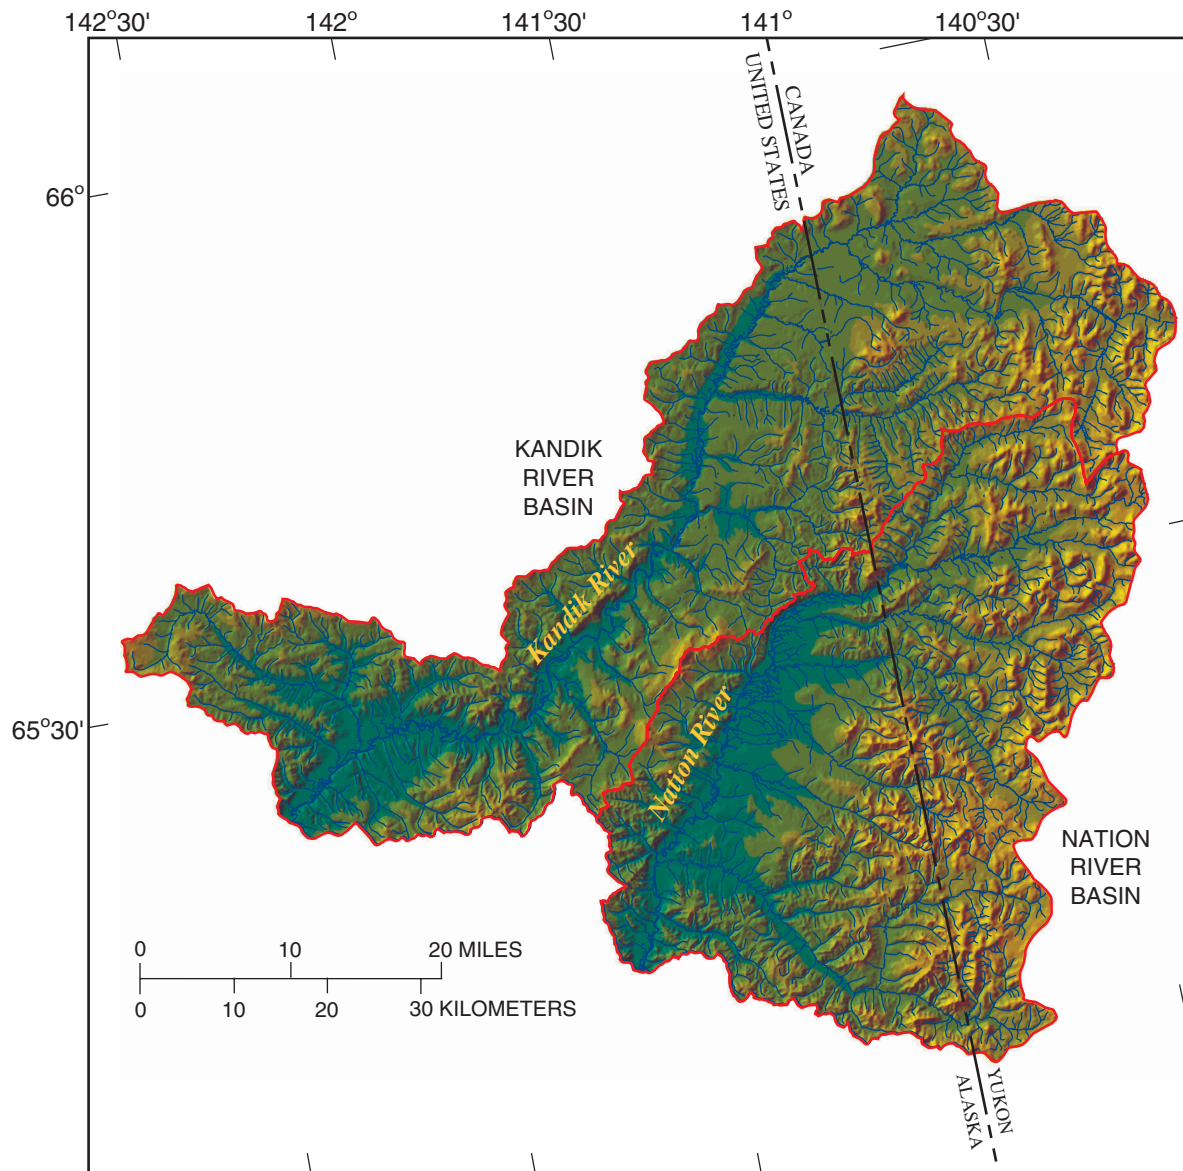 142°30'
142°
141°30'
141°
140°30'
CANADA
UNITED STATES
66°
KANDIK
RIVER
BASIN
Kandik River
65°30'
Nation River
NATION
RIVER
BASIN
0 10 20 MILES
0 10 20 30 KILOMETERS
YUKON
ALASKA